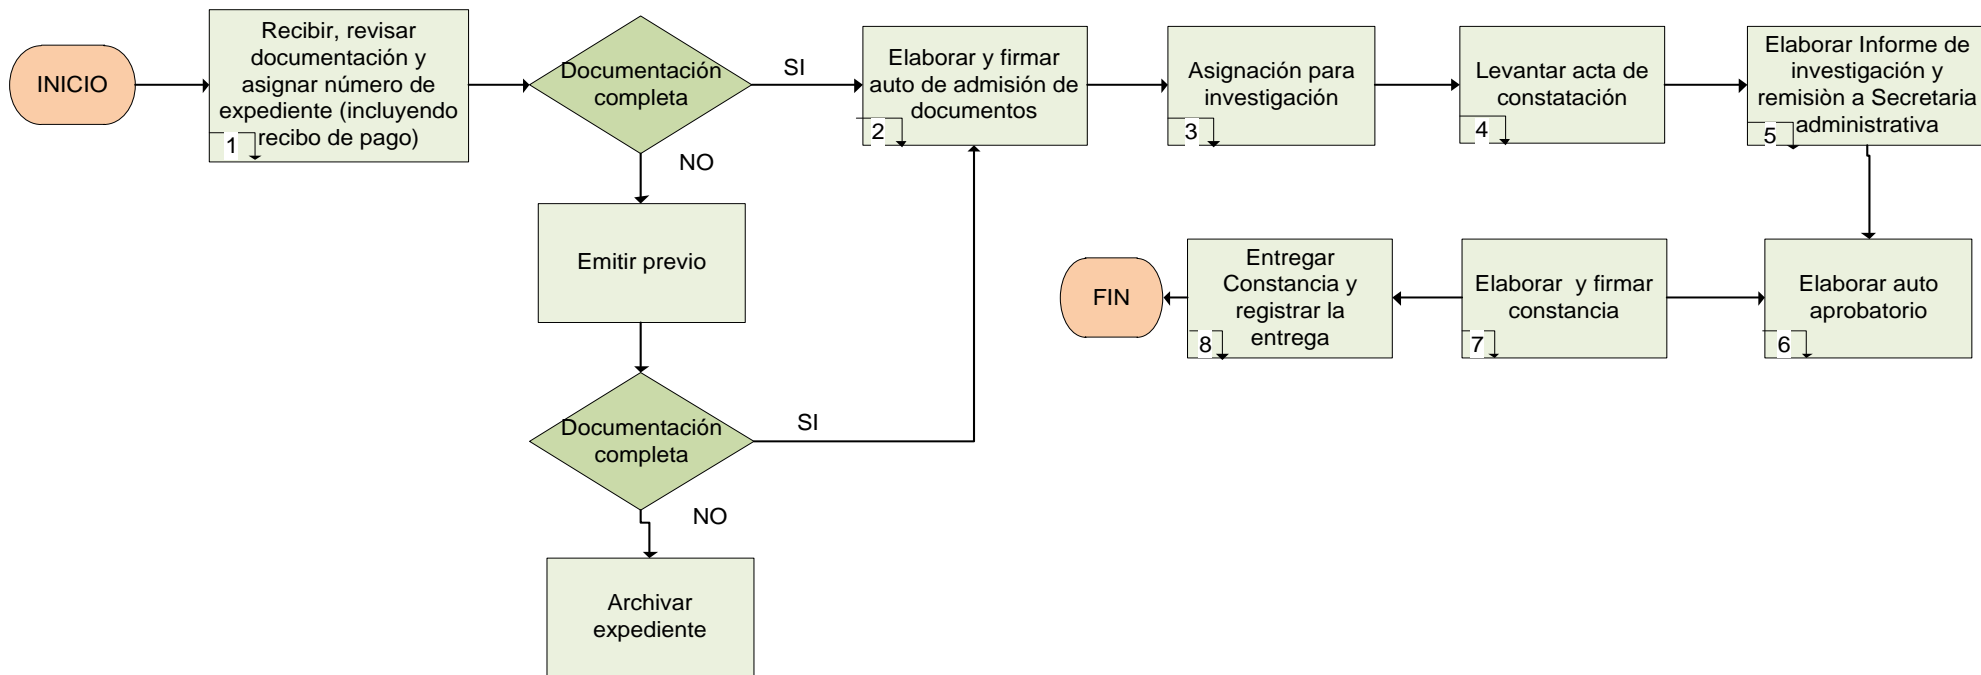 INICIO
Recibir, revisar
documentación y
asignar número de
expediente (incluyendo
recibo de pago)
1
Documentación
completa
SI
NO
Elaborar y firmar
auto de admisión de
documentos
2
Asignación para
investigación
3
Levantar acta de
constatación
4
Elaborar Informe de
investigación y
remisiòn a Secretaria
administrativa
5
Emitir previo
FIN
Entregar
Constancia y
registrar la
entrega
8
Elaborar y firmar
constancia
7
Elaborar auto
aprobatorio
6
Documentación
completa
SI
NO
Archivar
expediente